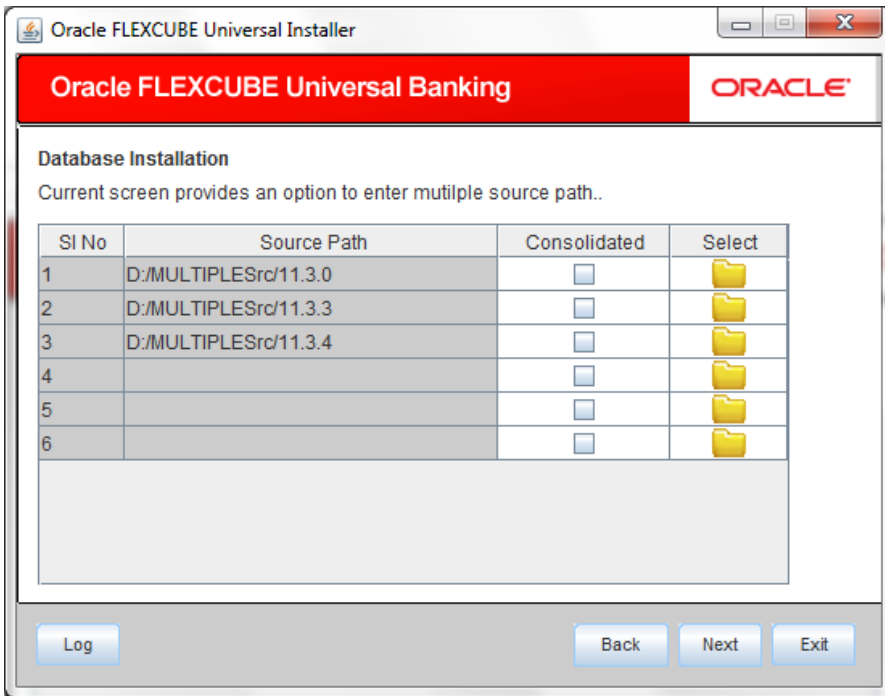 Oracle FLEXCUBE Universal Installer
Oracle FLEXCUBE Universal Banking
ORACLE
Database Installation
Current screen provides an option to enter mutilple source path..
Sl No Source Path Consolidated Select
1 D:/MULTIPLESrc/11.3.0
2 D:/MULTIPLESrc/11.3.3
3 D:/MULTIPLESrc/11.3.4
4
5
6
Log Back Next Exit